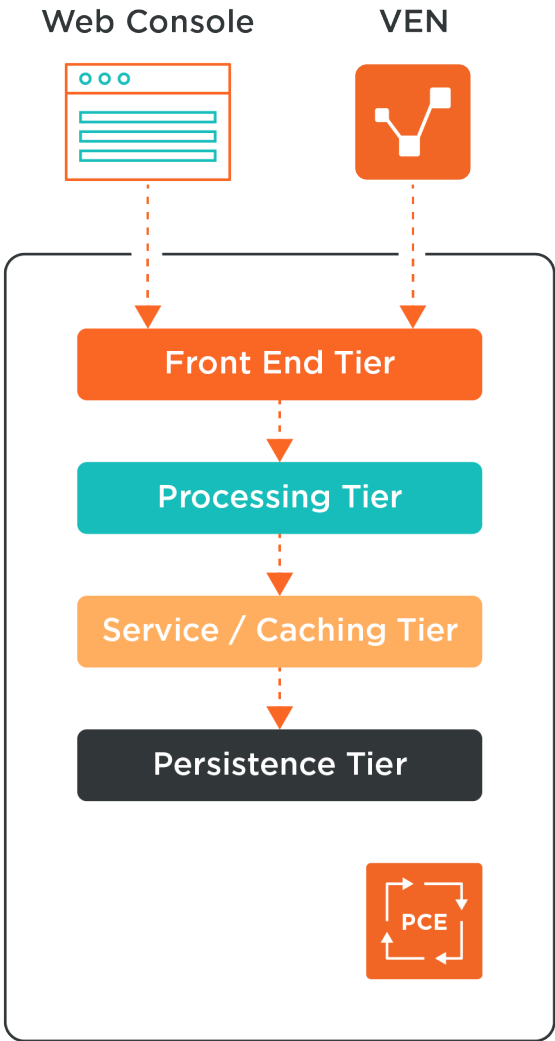 Web Console
VEN
Front End Tier
Processing Tier
Service / Caching Tier
Persistence Tier
PCE